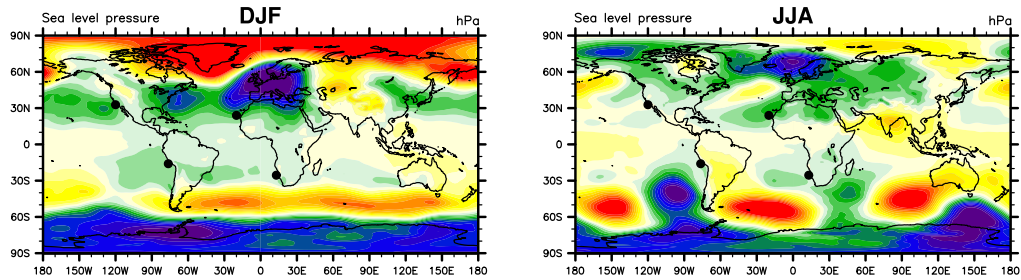 Sea level pressure DJF hPa
90N
60N
30N
0
30S
60S
90S
180 150W 120W 90W 60W 30W 0 30E 60E 90E 120E 150E 180
Sea level pressure JJA hPa
90N
60N
30N
0
30S
60S
90S
180 150W 120W 90W 60W 30W 0 30E 60E 90E 120E 150E 180